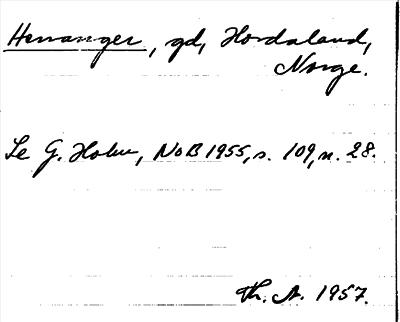 Henanger, gd, Hordaland,
Norge.
Se G. Holm, NoB 1955, s. 109, n. 28.
Th. A. 1957.